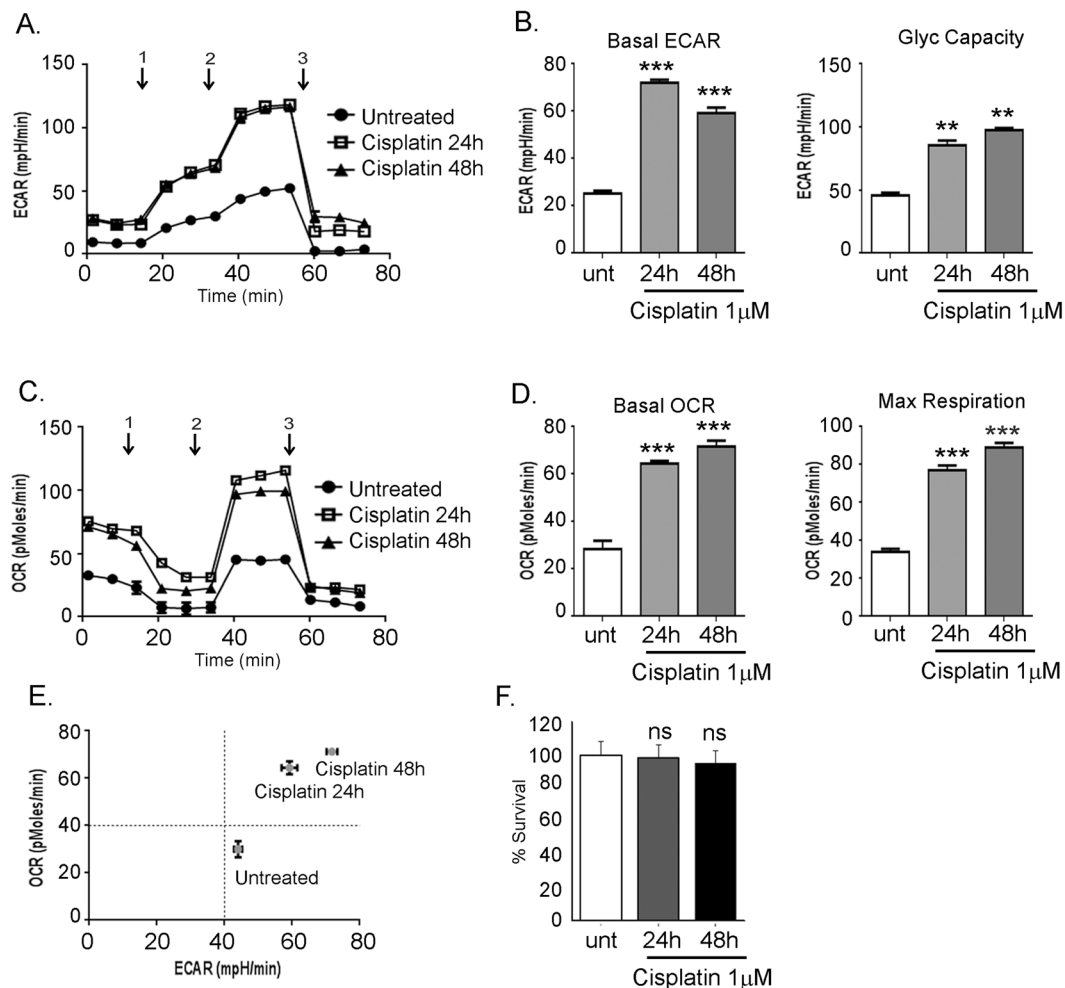 A.
1 2 3
150
100
50
0
ECAR (mpH/min)
0 20 40 60 80
Time (min)
Untreated
Cisplatin 24h
Cisplatin 48h
B.
Basal ECAR
80
60
40
20
0
ECAR (mpH/min)
***
***
unt 24h 48h
Cisplatin 1μM
Glyc Capacity
150
100
50
0
ECAR (mpH/min)
** **
unt 24h 48h
Cisplatin 1μM
C.
1 2 3
150
100
50
0
OCR (pMoles/min)
0 20 40 60 80
Time (min)
Untreated
Cisplatin 24h
Cisplatin 48h
D.
Basal OCR
80
60
40
20
0
OCR (pMoles/min)
***
***
unt 24h 48h
Cisplatin 1μM
Max Respiration
100
80
60
40
20
0
OCR (pMoles/min)
***
***
unt 24h 48h
Cisplatin 1μM
E.
80
60
40
20
0
OCR (pMoles/min)
Cisplatin 48h
Cisplatin 24h
Untreated
0 20 40 60 80
ECAR (mpH/min)
F.
120
100
80
60
40
20
0
% Survival
ns ns
unt 24h 48h
Cisplatin 1μM